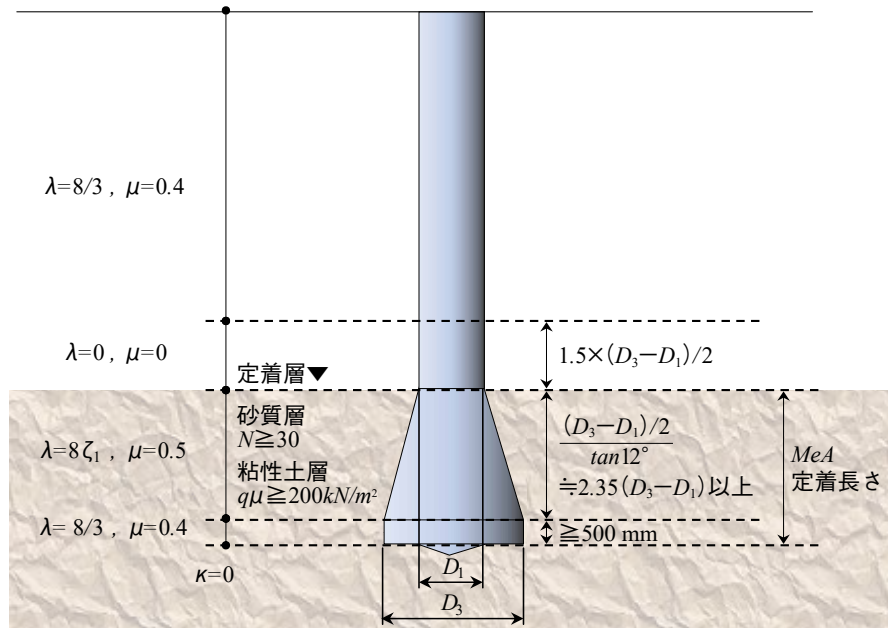 λ=8/3 , μ=0.4
λ=0 , μ=0
1.5×(D₃−D₁)/2
定着層▼
砂質層
N≧30
粘性土層
qμ≧200kN/m²
λ=8ζ₁ , μ=0.5
(D₃−D₁)/2
tan12°
≒2.35(D₃−D₁)以上
MeA
定着長さ
λ= 8/3 , μ=0.4
≧500 mm
κ=0
D₁
D₃